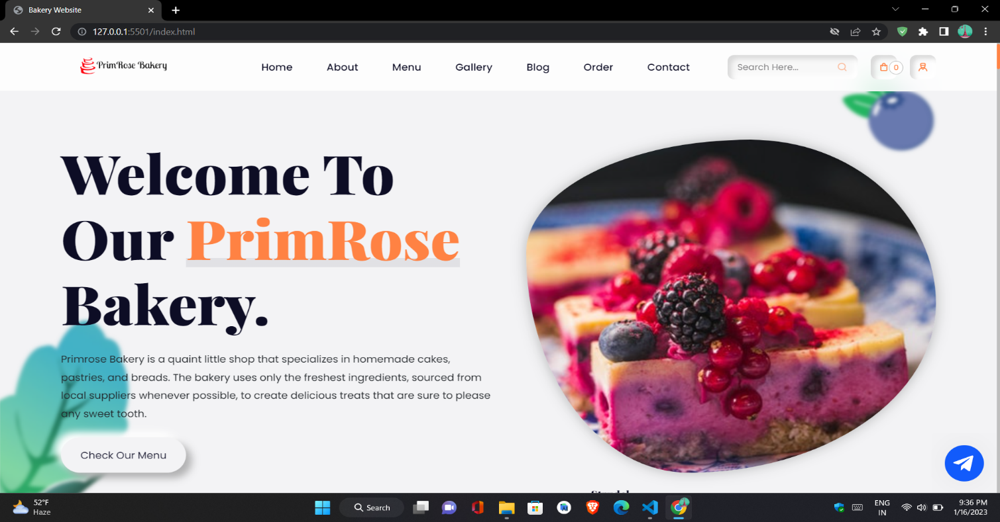 Bakery Website
127.0.0.1:5501/index.html
PrimRose Bakery
Home
About
Menu
Gallery
Blog
Order
Contact
Search Here...
0
Welcome To
Our PrimRose
Bakery.
Primrose Bakery is a quaint little shop that specializes in homemade cakes,
pastries, and breads. The bakery uses only the freshest ingredients, sourced from
local suppliers whenever possible, to create delicious treats that are sure to please
any sweet tooth.
Check Our Menu
52°F
Haze
Search
ENG
IN
9:36 PM
1/16/2023